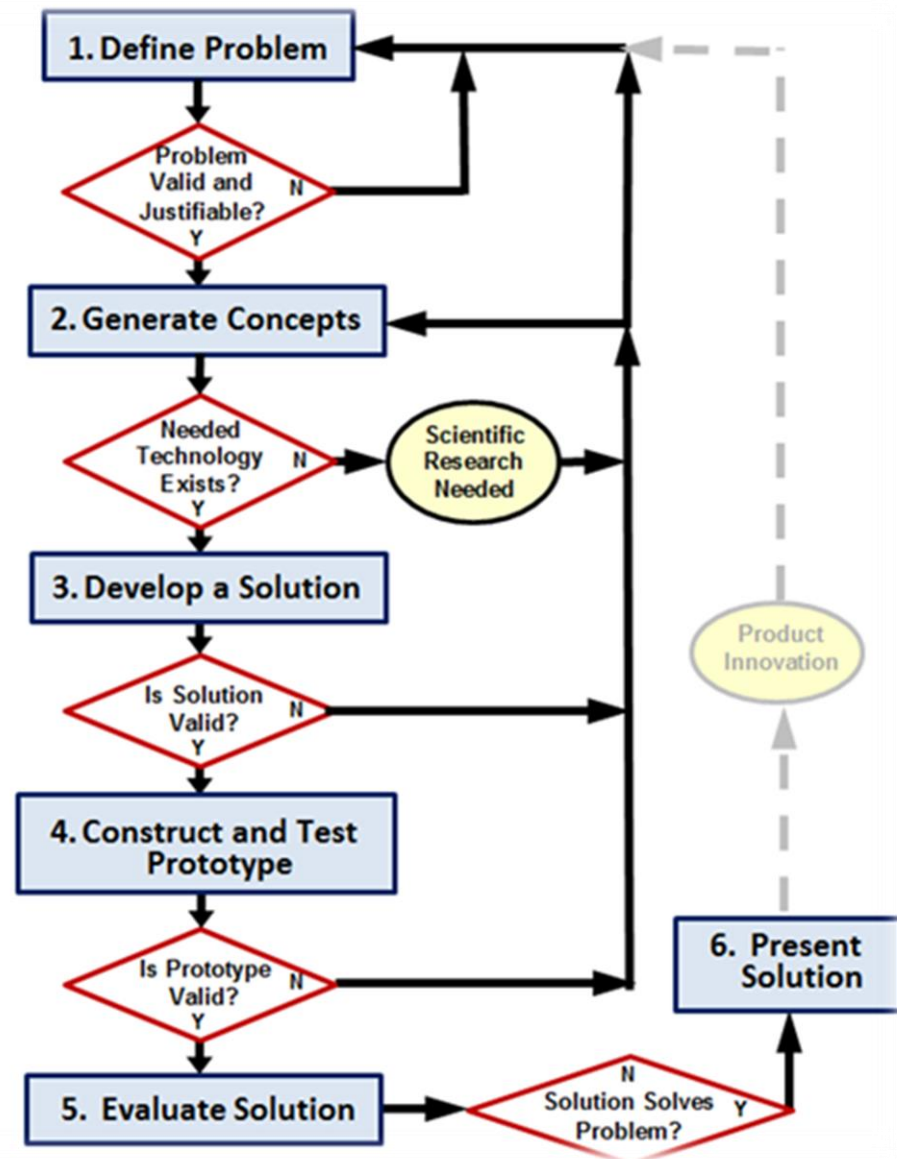 1. Define Problem
Problem
Valid and
Justifiable?
N
Y
2. Generate Concepts
Needed
Technology
Exists?
N
Y
Scientific
Research
Needed
3. Develop a Solution
Is Solution
Valid?
N
Y
Product
Innovation
4. Construct and Test
Prototype
Is Prototype
Valid?
N
Y
5. Evaluate Solution
N
Solution Solves
Problem?
Y
6. Present
Solution